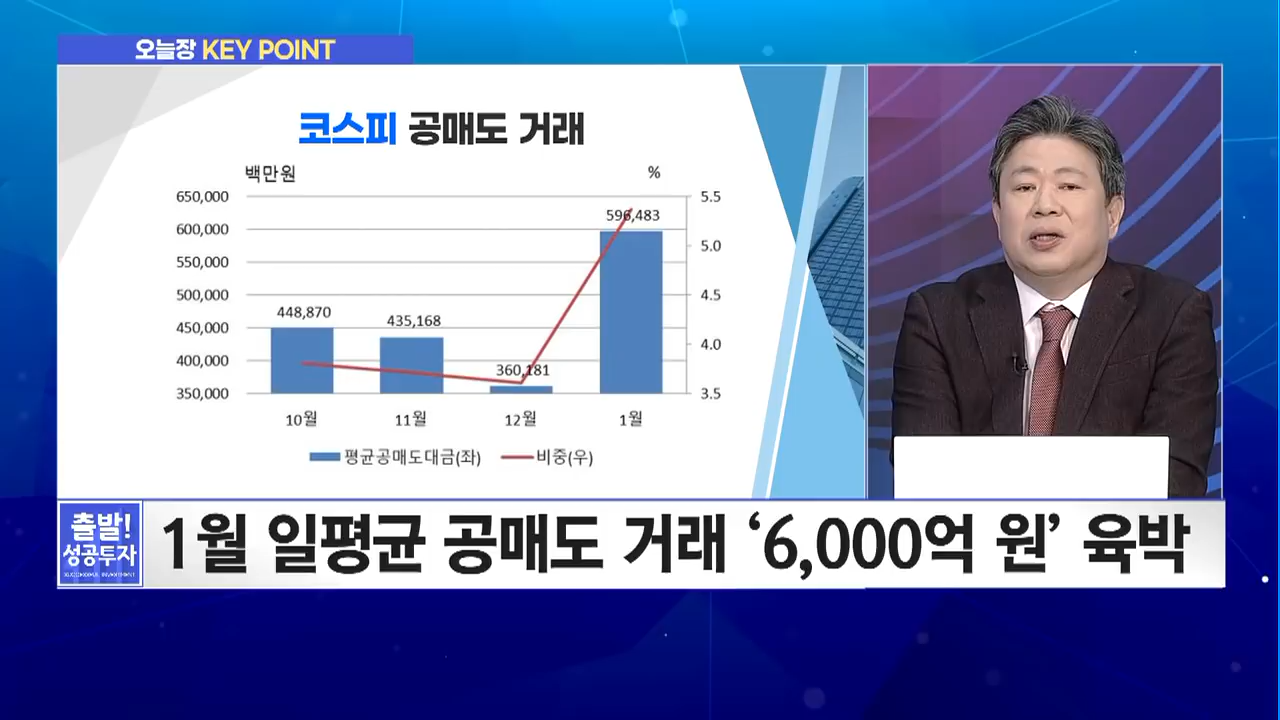 오늘장 KEY POINT
코스피 공매도 거래
백만원
%
650,000
600,000
550,000
500,000
450,000
400,000
350,000
5.5
5.0
4.5
4.0
3.5
448,870
435,168
360,181
596,483
10월
11월
12월
1월
평균공매도대금(좌)
비중(우)
출발!
성공투자
1월 일평균 공매도 거래 ‘6,000억 원’ 육박